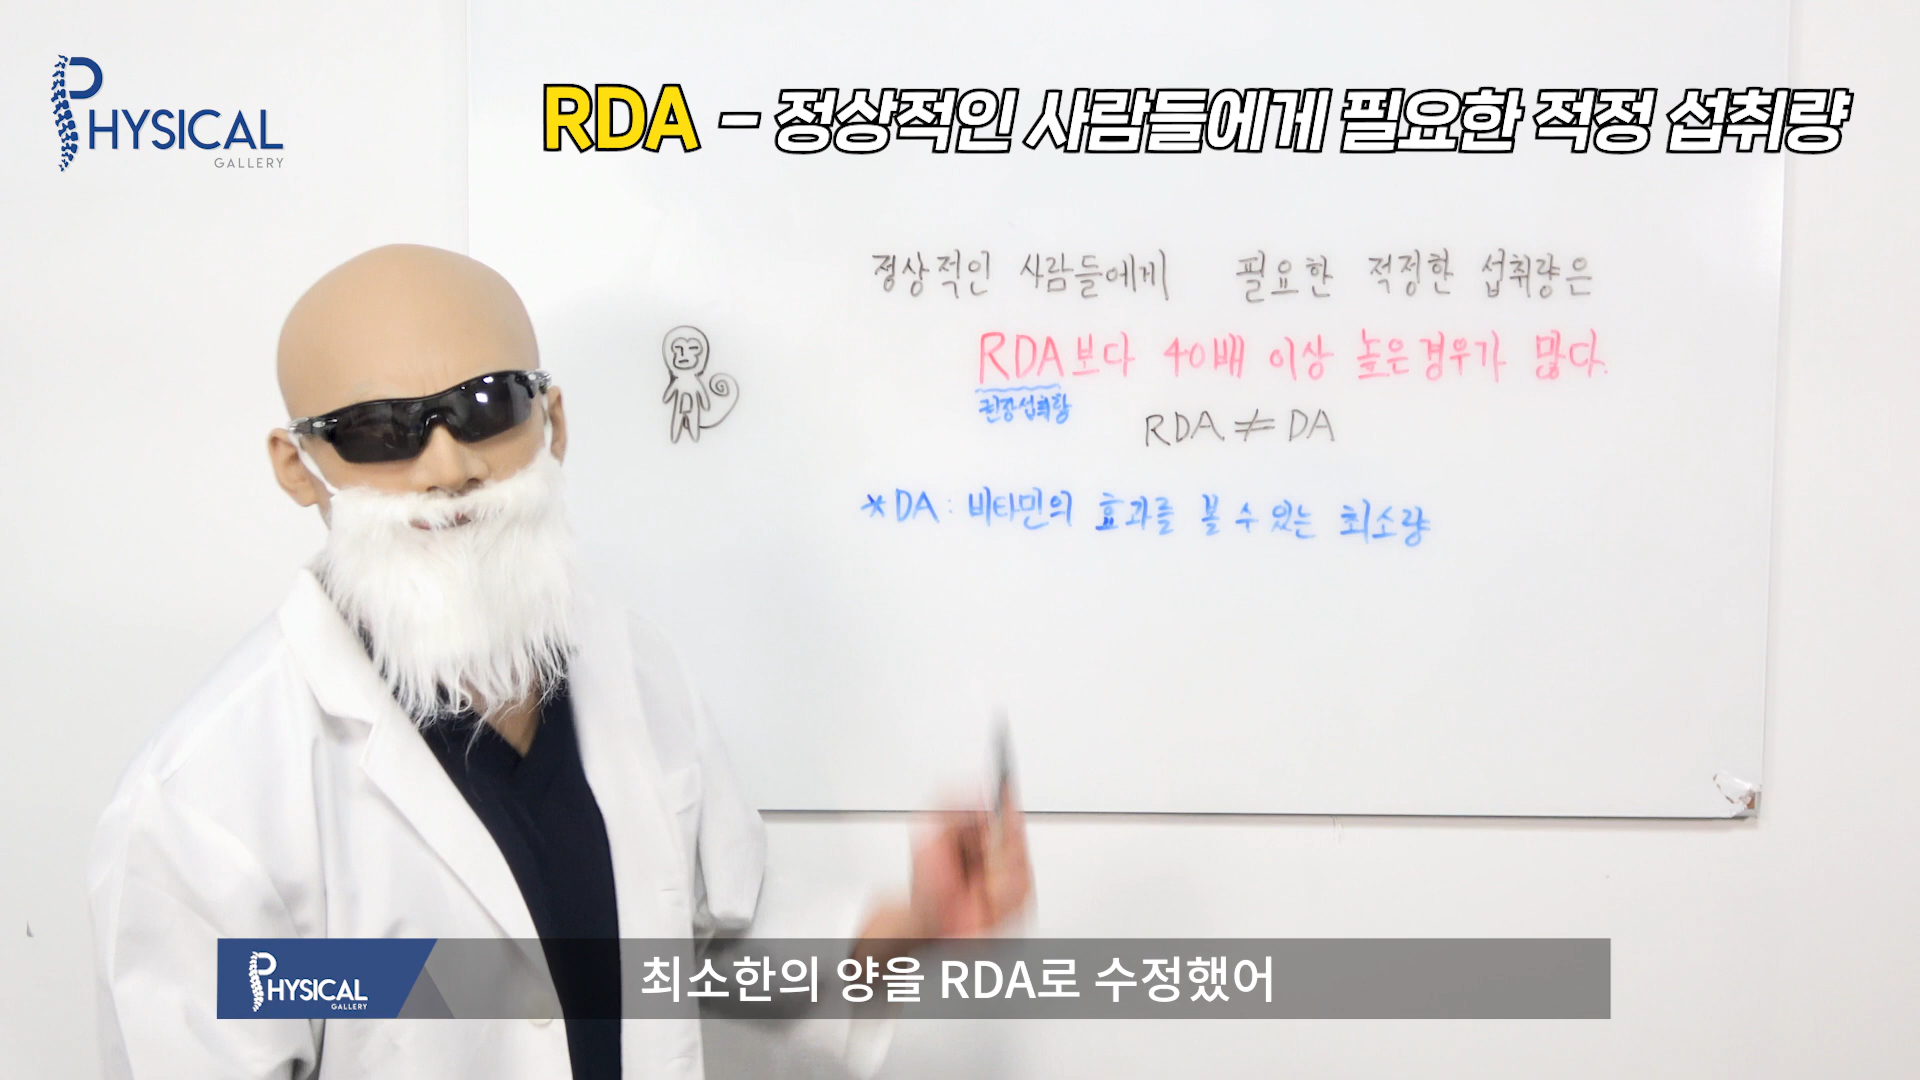 PHYSICAL
GALLERY
RDA - 정상적인 사람들에게 필요한 적정 섭취량
정상적인 사람들에게 필요한 적정한 섭취량은
RDA보다 40배 이상 높은경우가 많다.
권장섭취량
RDA ≠ DA
*DA : 비타민의 효과를 볼 수 있는 최소량
PHYSICAL
GALLERY
최소한의 양을 RDA로 수정했어